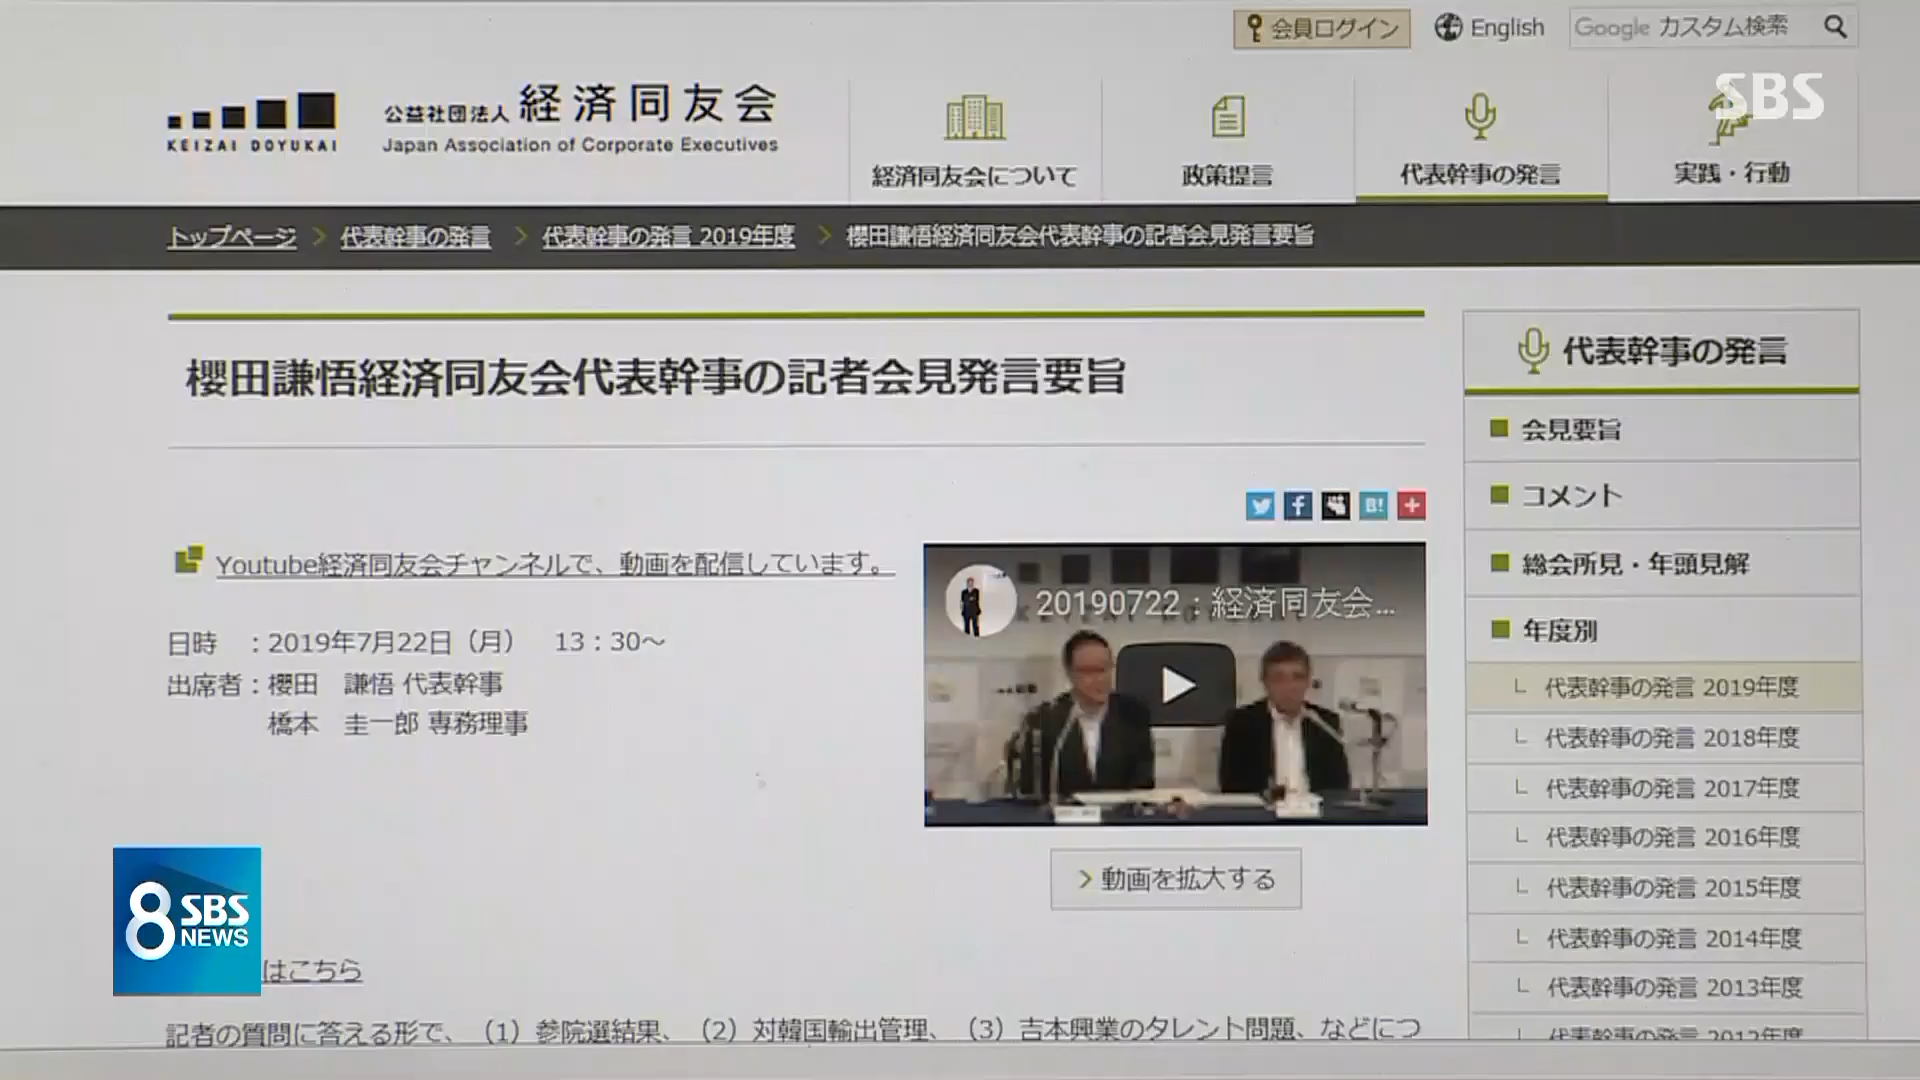 会員ログイン English Google カスタム検索
SBS
KEIZAI DOYUKAI
公益社団法人 経済同友会
Japan Association of Corporate Executives
経済同友会について 政策提言 代表幹事の発言 実践・行動
トップページ > 代表幹事の発言 > 代表幹事の発言 2019年度 > 櫻田謙悟経済同友会代表幹事の記者会見発言要旨
櫻田謙悟経済同友会代表幹事の記者会見発言要旨
Youtube経済同友会チャンネルで、動画を配信しています。
日時 ：2019年7月22日（月） 13：30～
出席者：櫻田 謙悟 代表幹事
橋本 圭一郎 専務理事
20190722：経済同友会...
> 動画を拡大する
はこちら
記者の質問に答える形で、（1）参院選結果、（2）対韓国輸出管理、（3）吉本興業のタレント問題、などにつ
代表幹事の発言
会見要旨
コメント
総会所見・年頭見解
年度別
代表幹事の発言 2019年度
代表幹事の発言 2018年度
代表幹事の発言 2017年度
代表幹事の発言 2016年度
代表幹事の発言 2015年度
代表幹事の発言 2014年度
代表幹事の発言 2013年度
代表幹事の発言 2012年度
8 SBS
NEWS